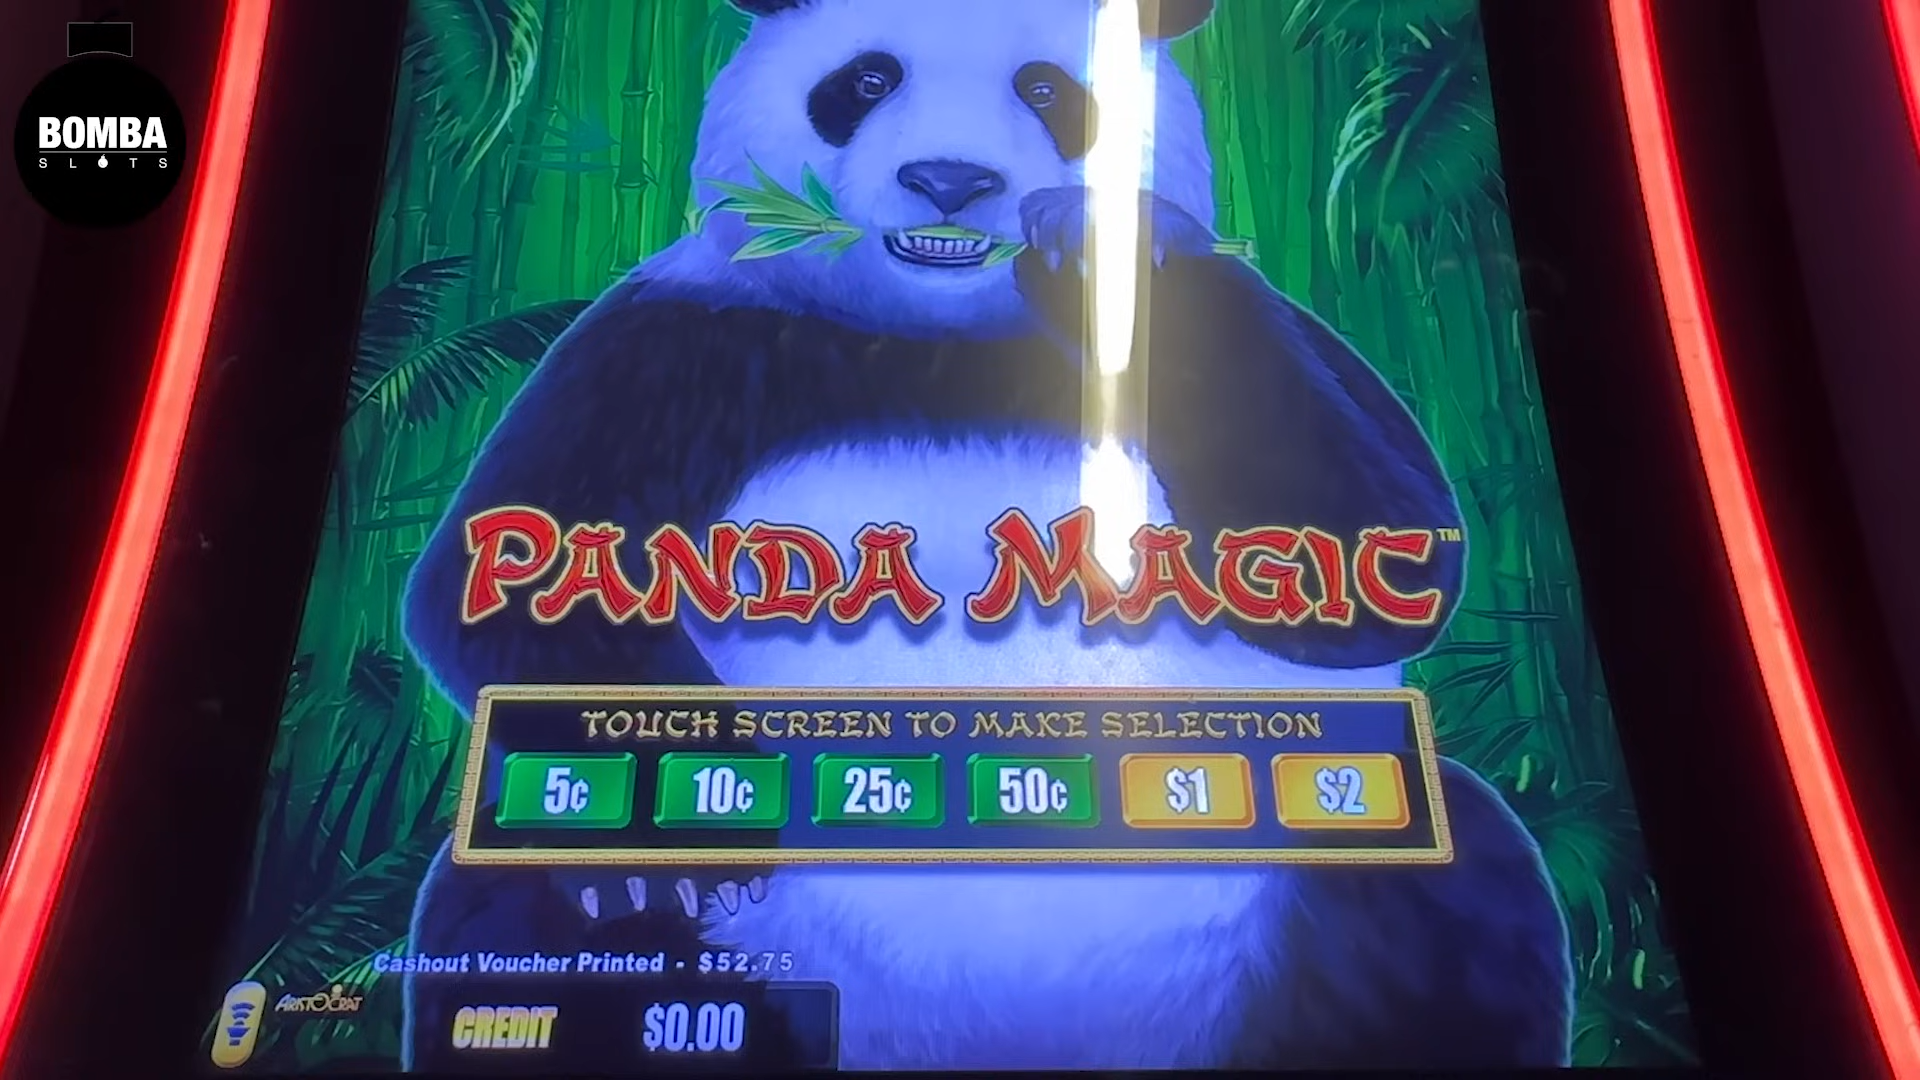 BOMBA
SLOTS
PANDA MAGIC™
TOUCH SCREEN TO MAKE SELECTION
5¢ 10¢ 25¢ 50¢ $1 $2
Cashout Voucher Printed - $52.75
ARISTOCRAT
CREDIT $0.00